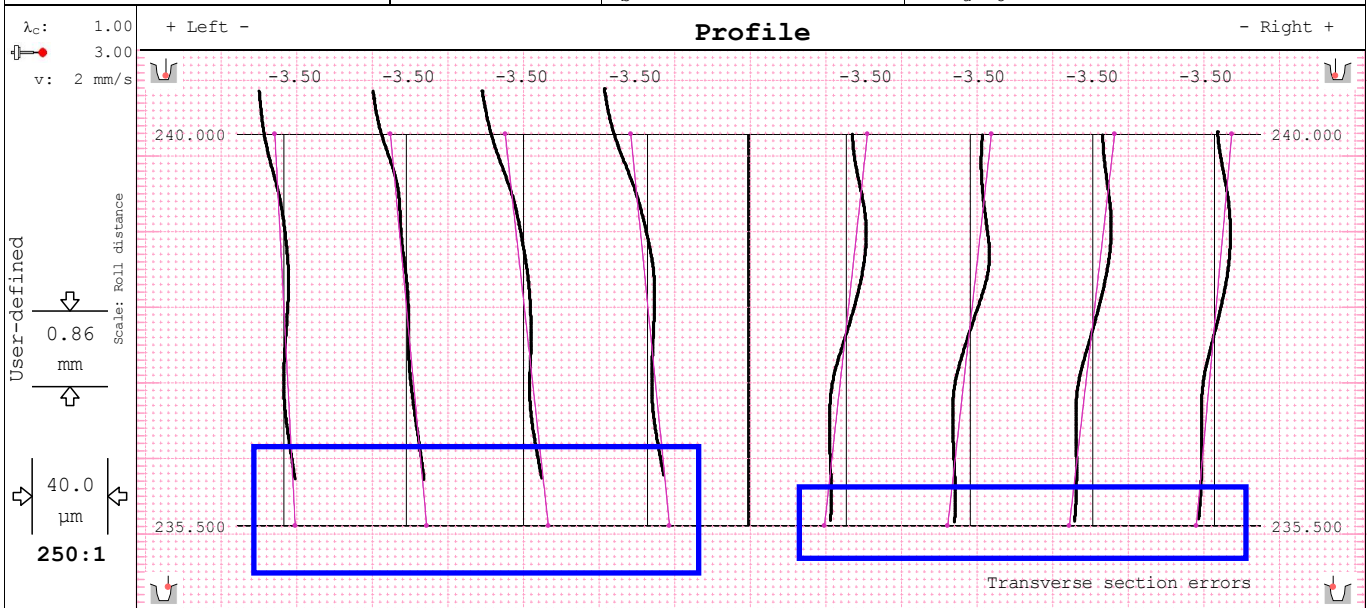 λC: 1.00
3.00
v: 2 mm/s
+ Left -
Profile
- Right +
-3.50 -3.50 -3.50 -3.50 -3.50 -3.50 -3.50 -3.50
240.000 240.000
Scale: Roll distance
User-defined
0.86
mm
40.0
µm
250:1
235.500 235.500
Transverse section errors